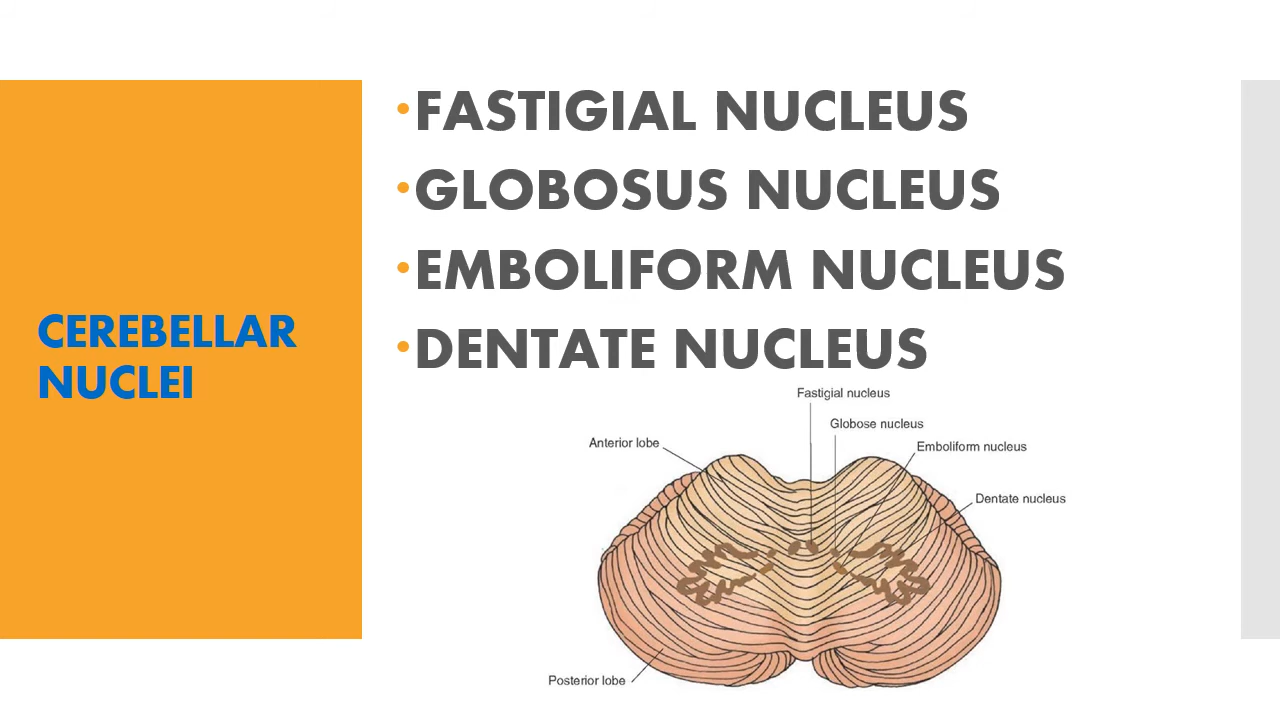 CEREBELLAR
NUCLEI
•FASTIGIAL NUCLEUS
•GLOBOSUS NUCLEUS
•EMBOLIFORM NUCLEUS
•DENTATE NUCLEUS
Fastigial nucleus
Globose nucleus
Anterior lobe
Emboliform nucleus
Dentate nucleus
Posterior lobe